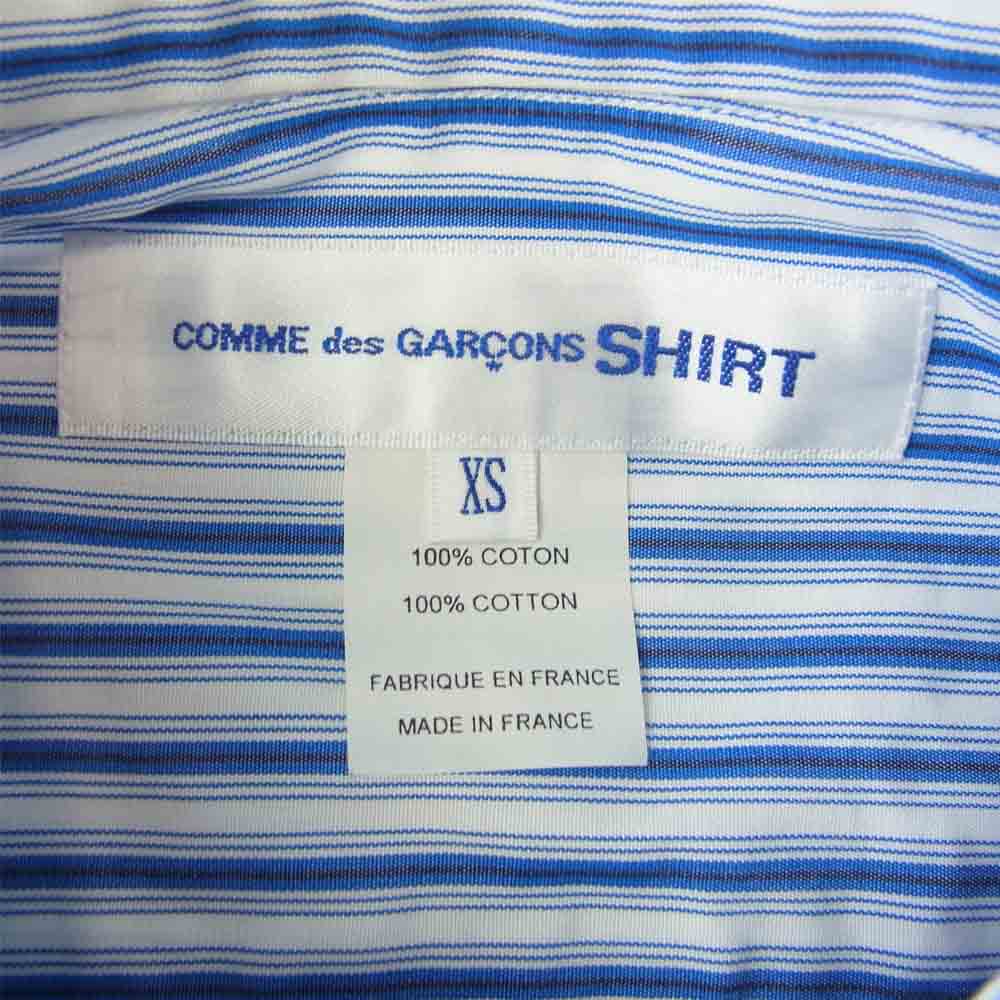 COMME des GARÇONS SHIRT
XS
100% COTON
100% COTTON
FABRIQUE EN FRANCE
MADE IN FRANCE